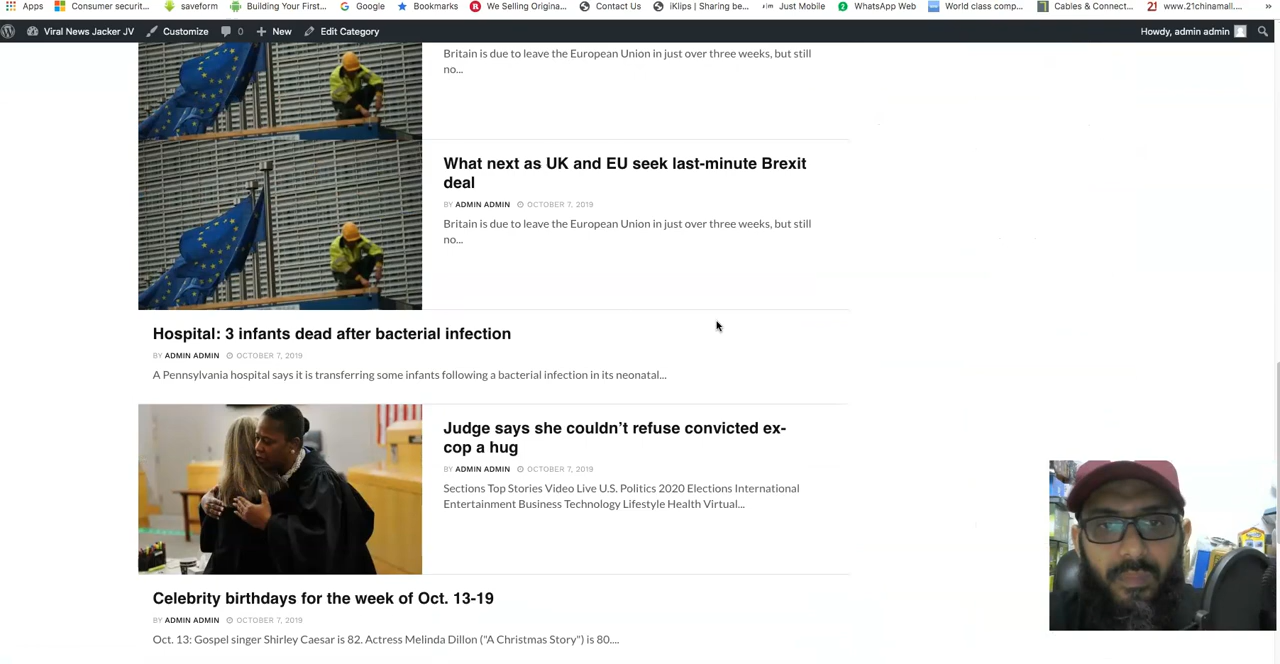 Apps
Consumer securit...
saveform
Building Your First...
Google
Bookmarks
We Selling Origina...
Contact Us
iKlips | Sharing be...
Just Mobile
WhatsApp Web
World class comp...
Cables & Connect...
www.21chinamall....
»
Viral News Jacker JV
Customize
0
New
Edit Category
Howdy, admin admin
Britain is due to leave the European Union in just over three weeks, but still
no...
What next as UK and EU seek last-minute Brexit
deal
BY ADMIN ADMIN OCTOBER 7, 2019
Britain is due to leave the European Union in just over three weeks, but still
no...
Hospital: 3 infants dead after bacterial infection
BY ADMIN ADMIN OCTOBER 7, 2019
A Pennsylvania hospital says it is transferring some infants following a bacterial infection in its neonatal...
Judge says she couldn’t refuse convicted ex-
cop a hug
BY ADMIN ADMIN OCTOBER 7, 2019
Sections Top Stories Video Live U.S. Politics 2020 Elections International
Entertainment Business Technology Lifestyle Health Virtual...
Celebrity birthdays for the week of Oct. 13-19
BY ADMIN ADMIN OCTOBER 7, 2019
Oct. 13: Gospel singer Shirley Caesar is 82. Actress Melinda Dillon ("A Christmas Story") is 80....